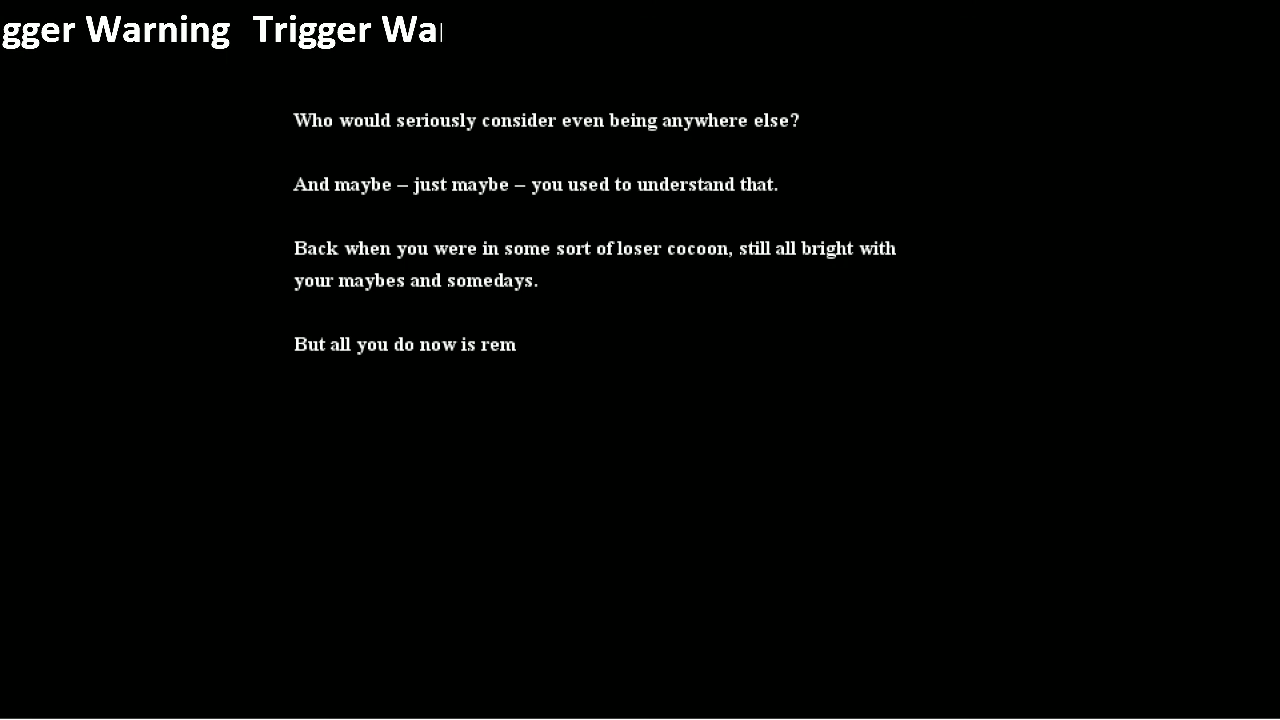 gger Warning Trigger Wa
Who would seriously consider even being anywhere else?
And maybe – just maybe – you used to understand that.
Back when you were in some sort of loser cocoon, still all bright with
your maybes and somedays.
But all you do now is rem